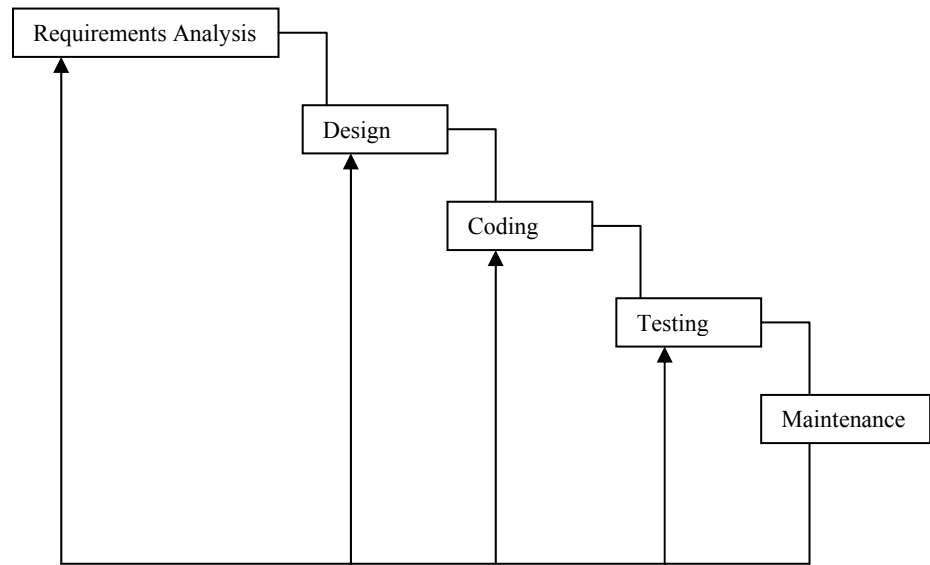 Requirements Analysis
Design
Coding
Testing
Maintenance